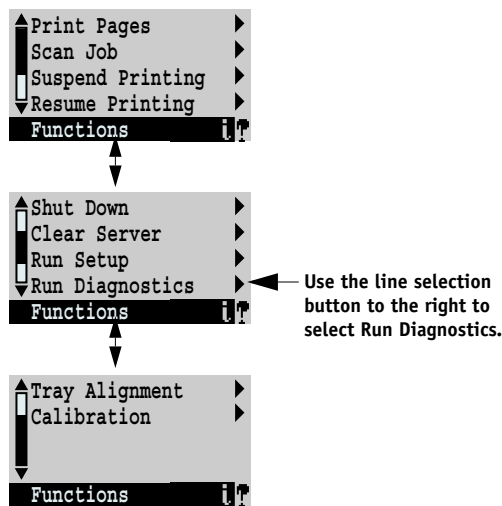 Print Pages
Scan Job
Suspend Printing
Resume Printing
Functions
Shut Down
Clear Server
Run Setup
Run Diagnostics
Functions
Use the line selection
button to the right to
select Run Diagnostics.
Tray Alignment
Calibration
Functions